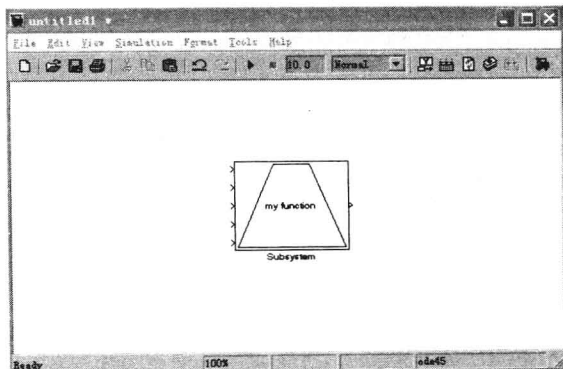 untitled1 *
File Edit View Simulation Format Tools Help
10.0 Normal
my function
Subsystem
Ready 100% ode45